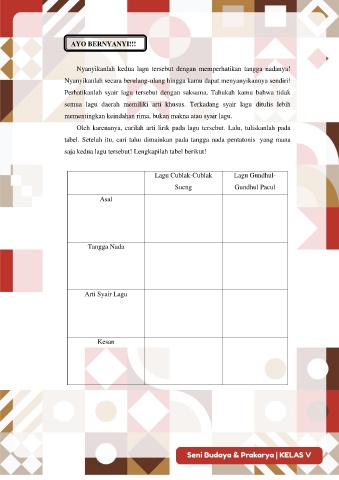 AYO BERNYANYI!!!
Nyanyikanlah kedua lagu tersebut dengan memperhatikan tangga nadanya!
Nyanyikanlah secara berulang-ulang hingga kamu dapat menyanyikannya sendiri!
Perhatikanlah syair lagu tersebut dengan saksama. Tahukah kamu bahwa tidak
semua lagu daerah memiliki arti khusus. Terkadang syair lagu ditulis lebih
mementingkan keindahan rima, bukan makna atau syair lagu.
Oleh karenanya, carilah arti lirik pada lagu tersebut. Lalu, tuliskanlah pada
tabel. Setelah itu, cari tahu dimainkan pada tangga nada pentatonis yang mana
saja kedua lagu tersebut! Lengkapilah tabel berikut!
Lagu Cublak-Cublak
Sueng
Lagu Gundhul-
Gundhul Pacul
Asal
Tangga Nada
Arti Syair Lagu
Kesan
Seni Budaya & Prakarya | KELAS V